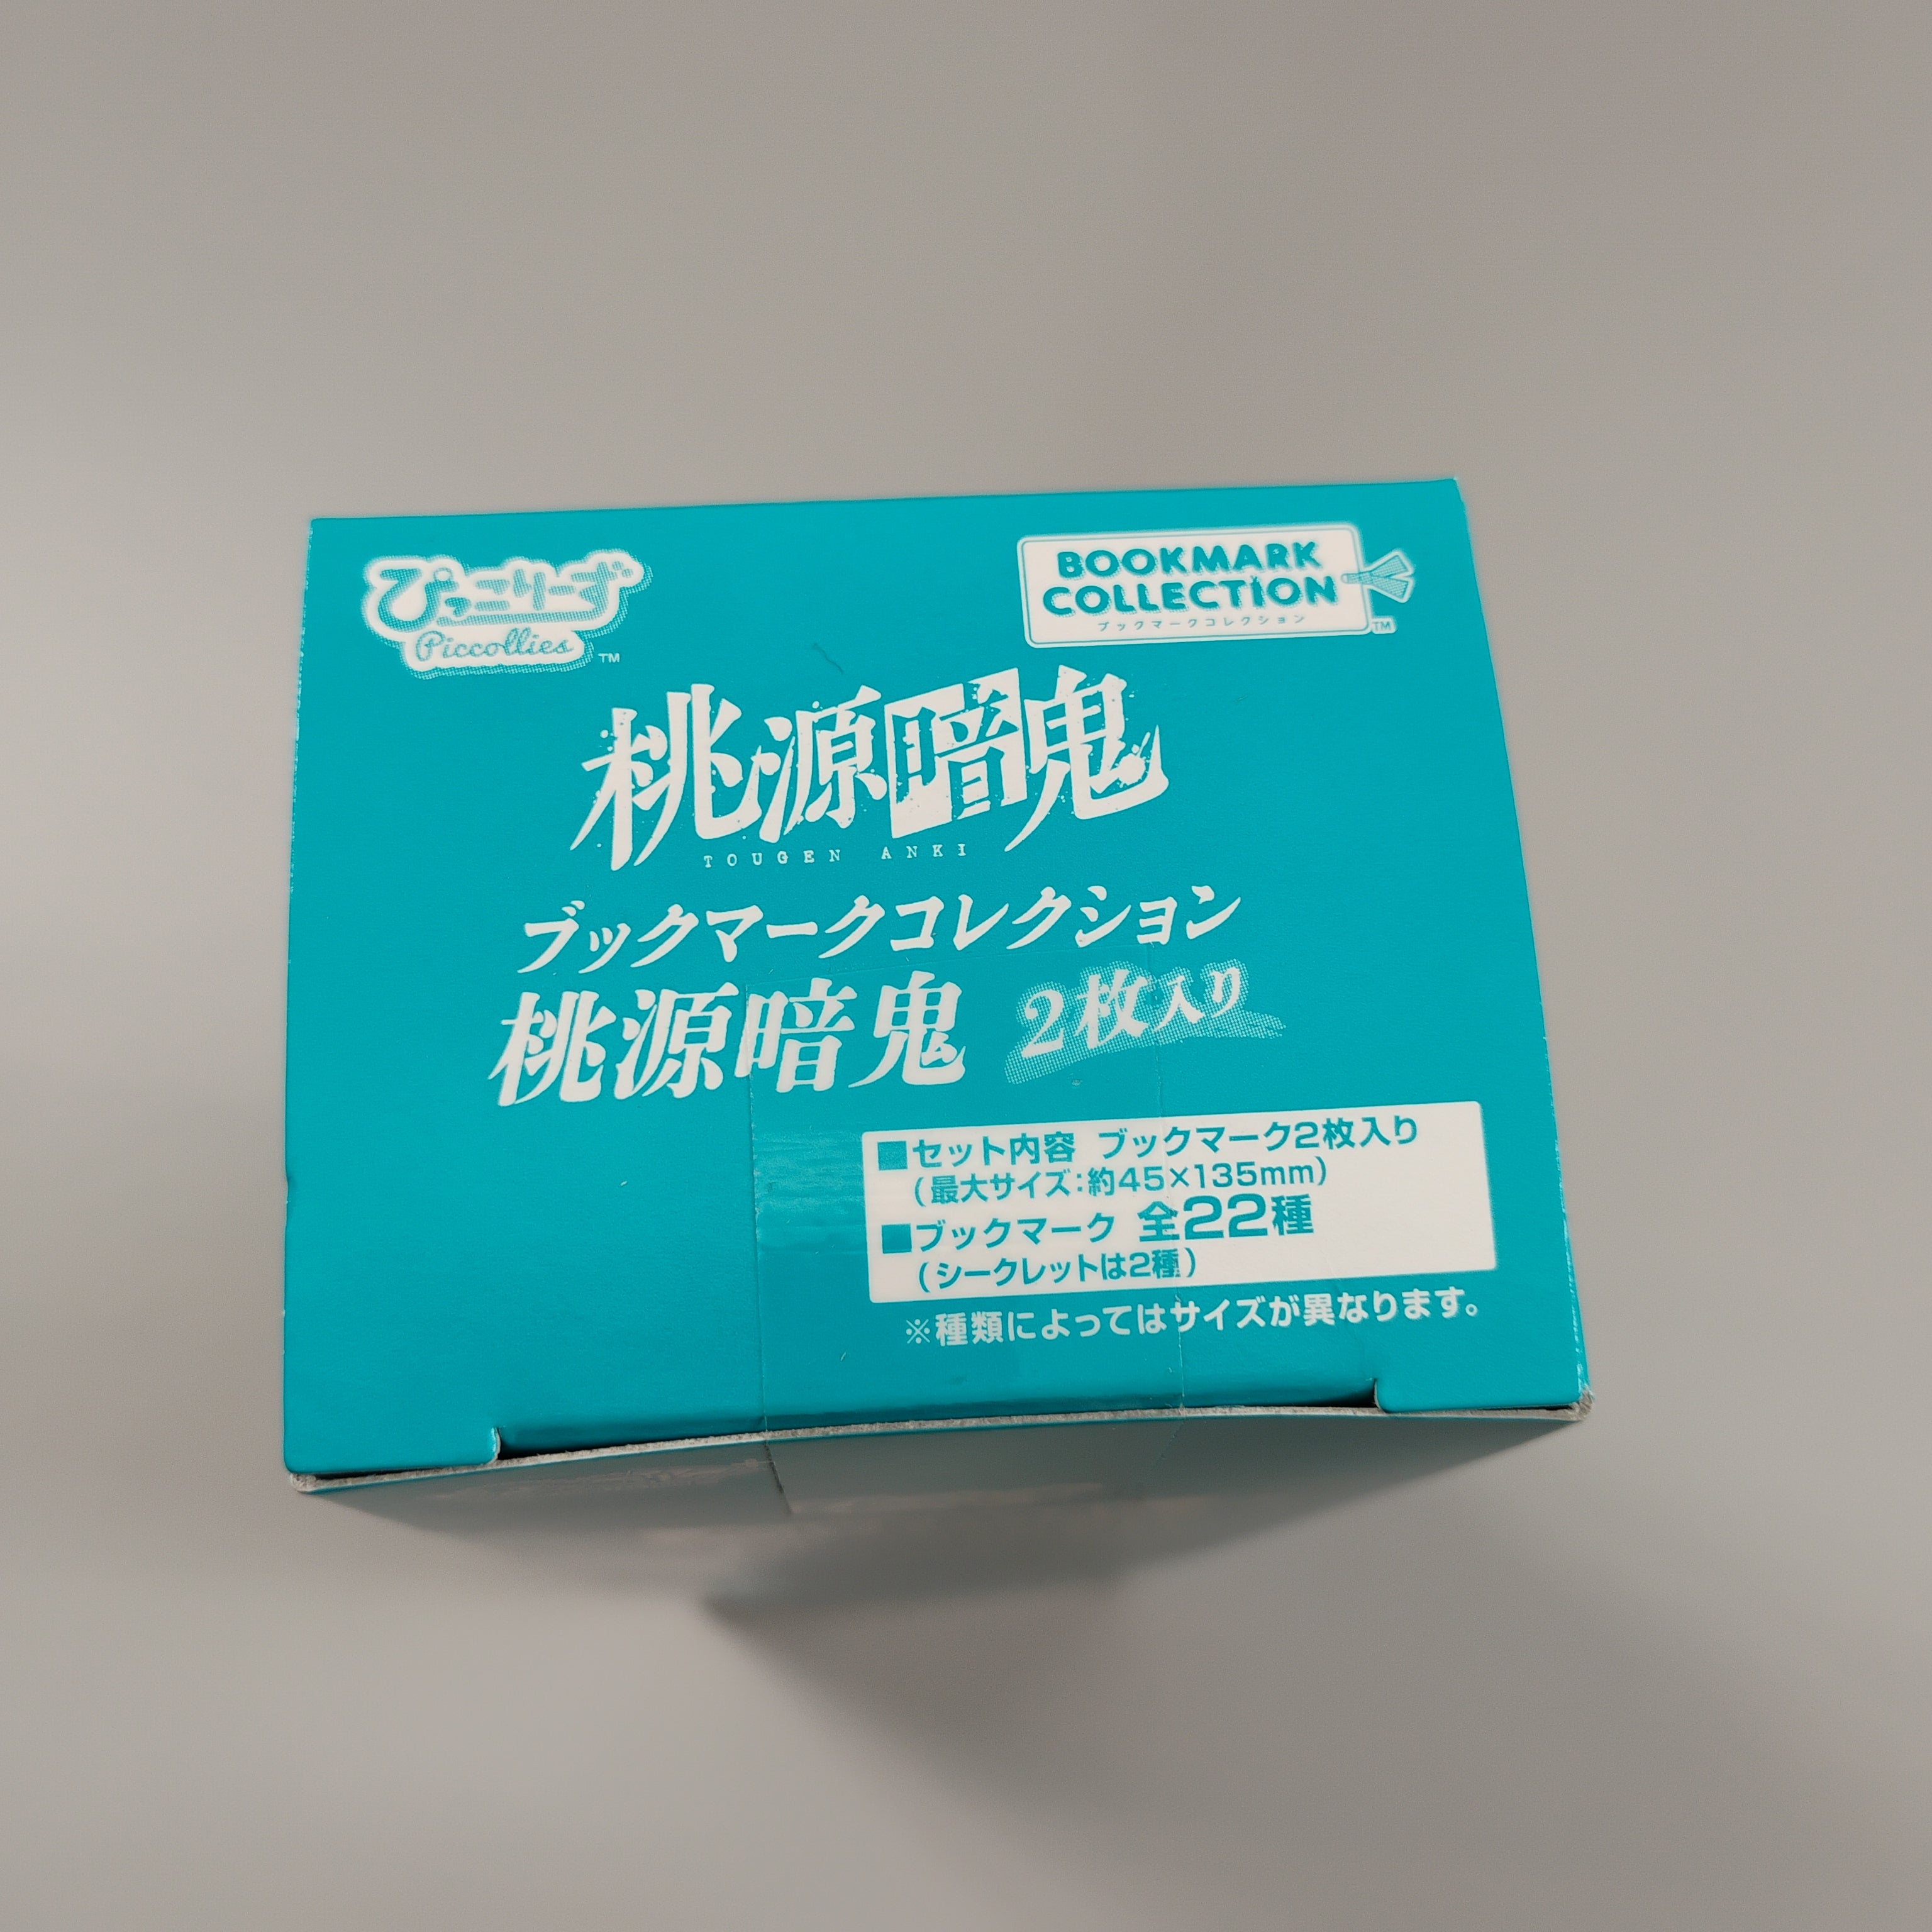 ぴっこりーず
Piccollies
TM
BOOKMARK
COLLECTION
ブックマークコレクション
TM
桃源暗鬼
TOUGEN ANKI
ブックマークコレクション
桃源暗鬼 2枚入り
■セット内容 ブックマーク2枚入り
(最大サイズ:約45×135mm)
■ブックマーク 全22種
(シークレットは2種)
※種類によってはサイズが異なります。